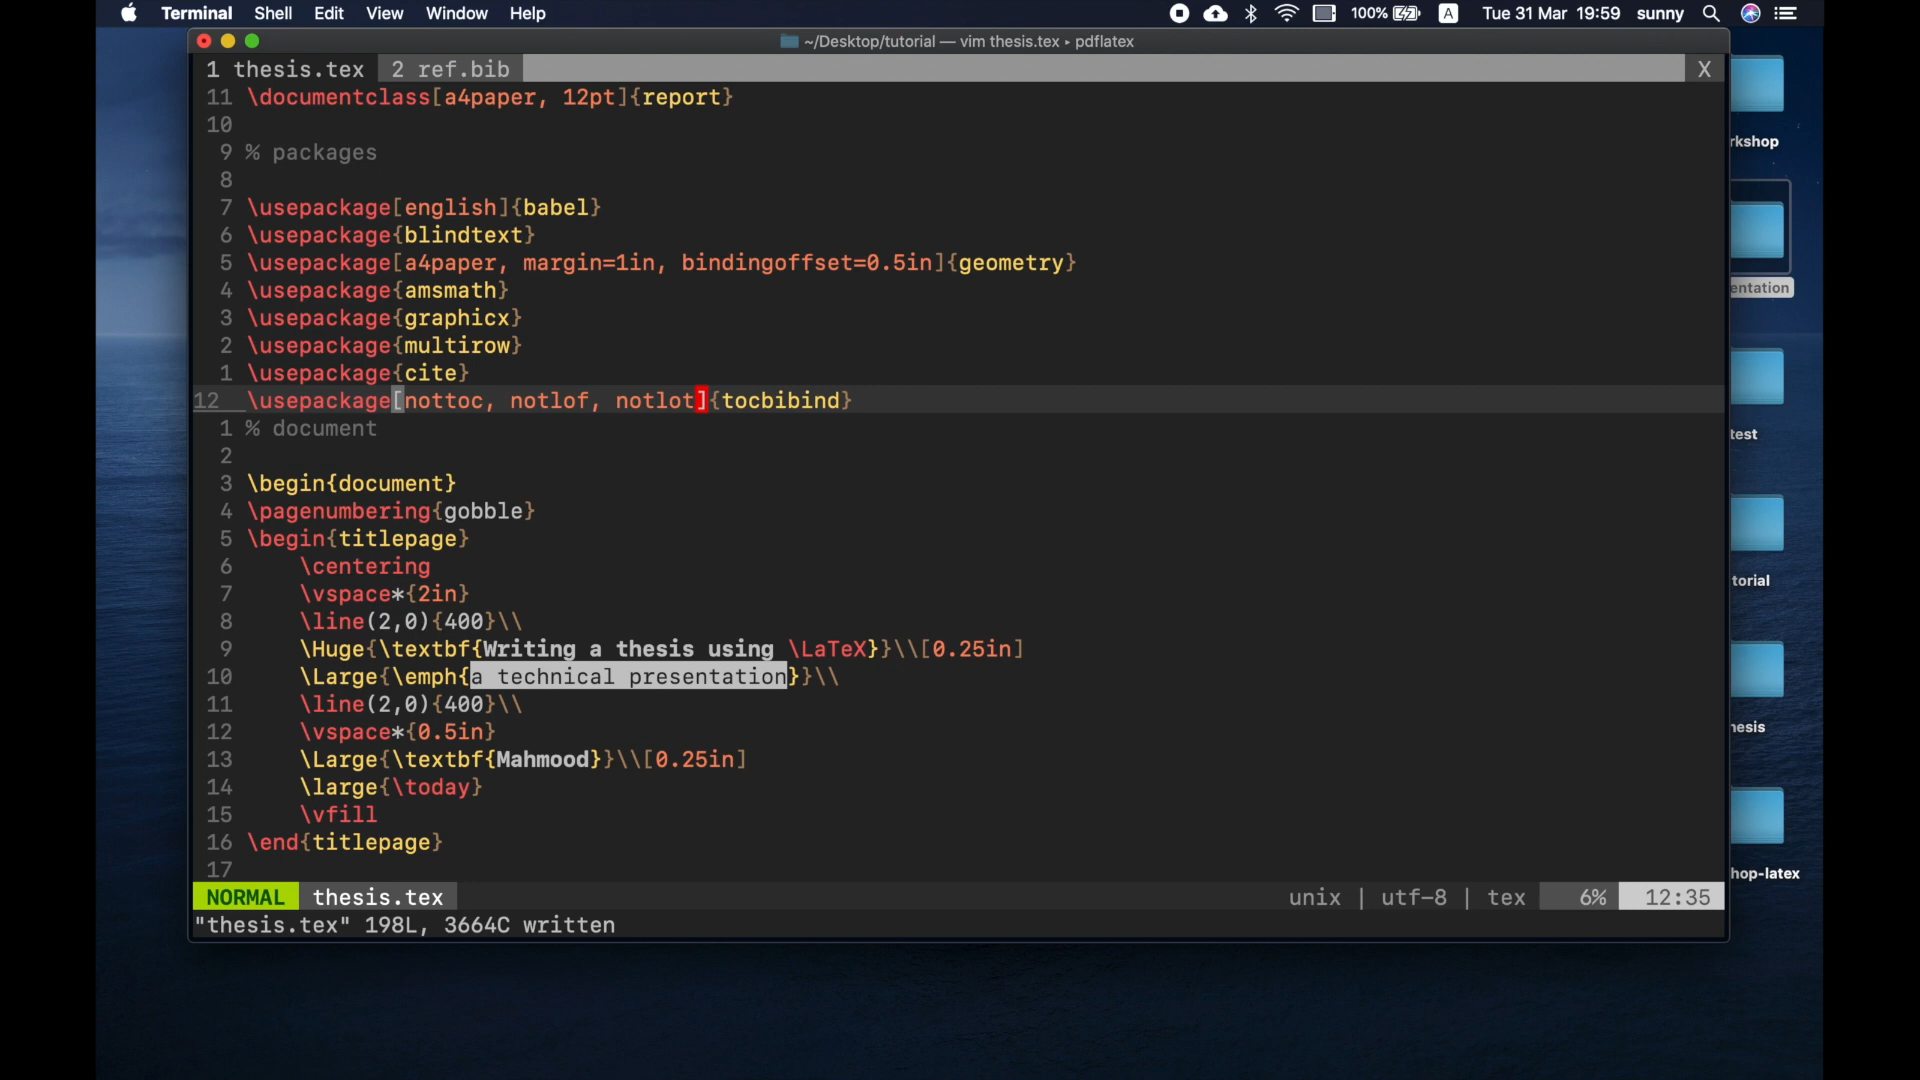 Terminal Shell Edit View Window Help 100% A Tue 31 Mar 19:59 sunny
~/Desktop/tutorial — vim thesis.tex ▸ pdflatex
1 thesis.tex 2 ref.bib X
11 \documentclass[a4paper, 12pt]{report}
10
9 % packages
8
7 \usepackage[english]{babel}
6 \usepackage{blindtext}
5 \usepackage[a4paper, margin=1in, bindingoffset=0.5in]{geometry}
4 \usepackage{amsmath}
3 \usepackage{graphicx}
2 \usepackage{multirow}
1 \usepackage{cite}
12 \usepackage[nottoc, notlof, notlot]{tocbibind}
1 % document
2
3 \begin{document}
4 \pagenumbering{gobble}
5 \begin{titlepage}
6 \centering
7 \vspace*{2in}
8 \line(2,0){400}\\
9 \Huge{\textbf{Writing a thesis using \LaTeX}}\\[0.25in]
10 \Large{\emph{a technical presentation}}\\
11 \line(2,0){400}\\
12 \vspace*{0.5in}
13 \Large{\textbf{Mahmood}}\\[0.25in]
14 \large{\today}
15 \vfill
16 \end{titlepage}
17
NORMAL thesis.tex unix | utf-8 | tex 6% 12:35
"thesis.tex" 198L, 3664C written
rkshop
entation
test
torial
hesis
hop-latex